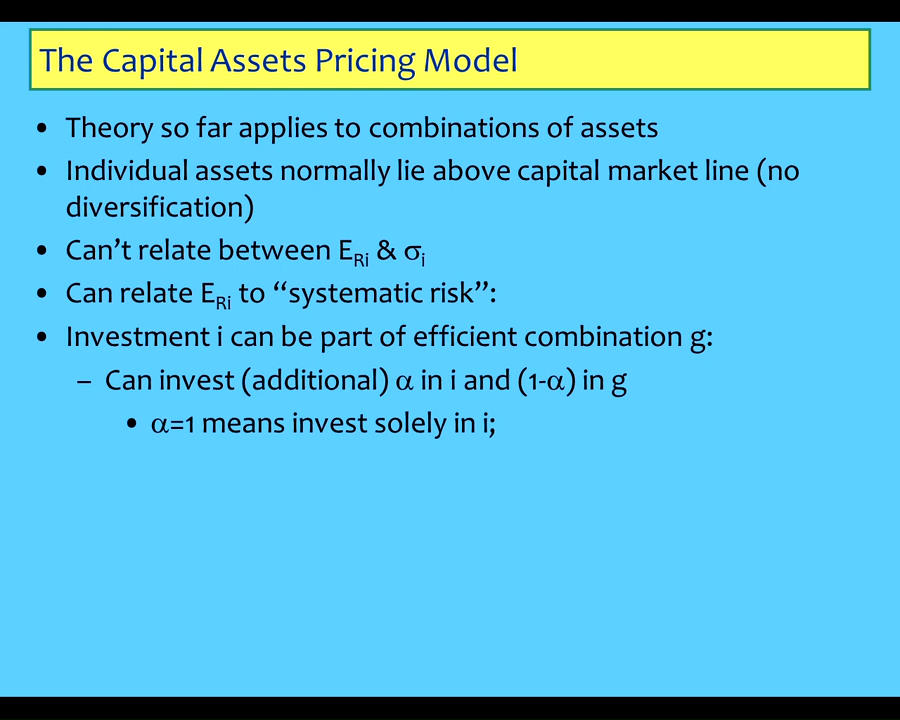 The Capital Assets Pricing Model
• Theory so far applies to combinations of assets
• Individual assets normally lie above capital market line (no
diversification)
• Can’t relate between E_Ri & σ_i
• Can relate E_Ri to “systematic risk”:
• Investment i can be part of efficient combination g:
– Can invest (additional) α in i and (1-α) in g
• α=1 means invest solely in i;